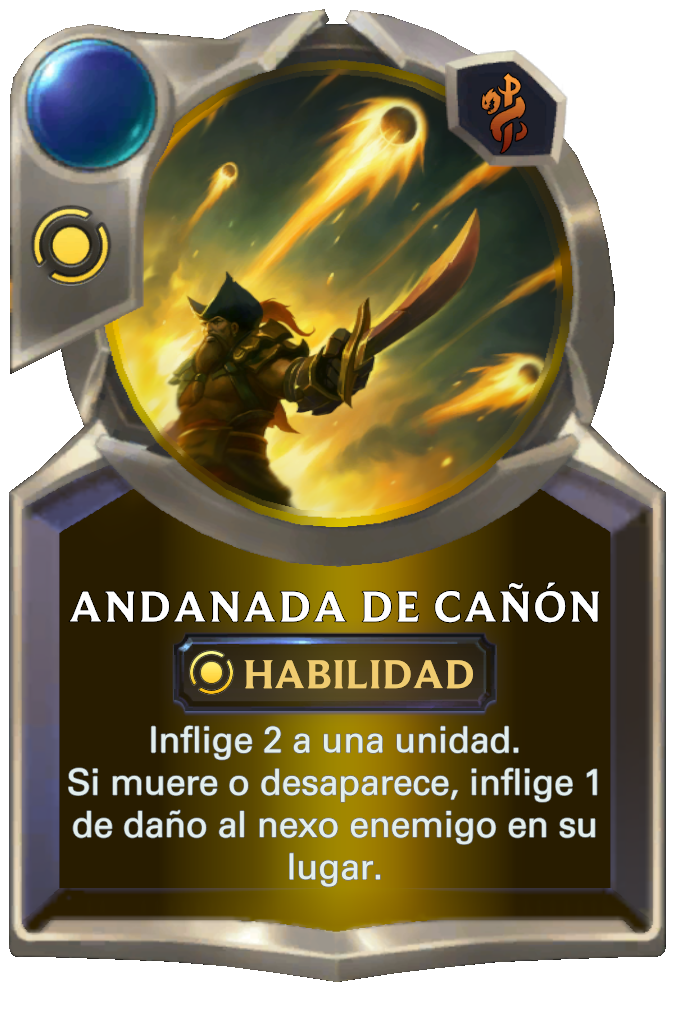 ANDANADA DE CAÑÓN
HABILIDAD
Inflige 2 a una unidad.
Si muere o desaparece, inflige 1
de daño al nexo enemigo en su
lugar.